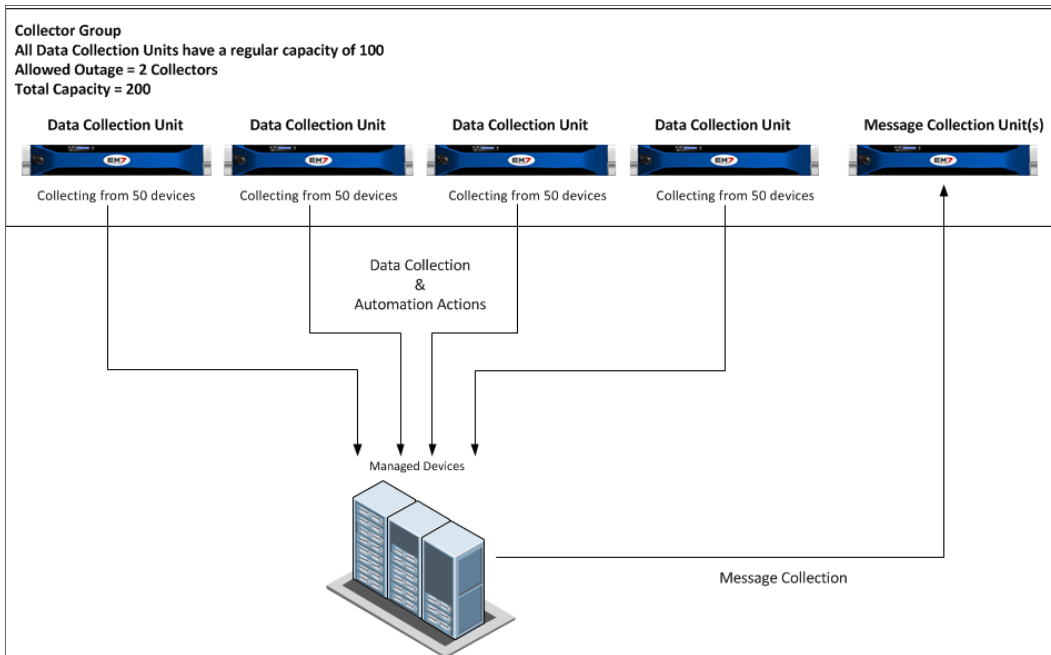 Collector Group
All Data Collection Units have a regular capacity of 100
Allowed Outage = 2 Collectors
Total Capacity = 200
Data Collection Unit
Data Collection Unit
Data Collection Unit
Data Collection Unit
Message Collection Unit(s)
EM7
EM7
EM7
EM7
EM7
Collecting from 50 devices
Collecting from 50 devices
Collecting from 50 devices
Collecting from 50 devices
Data Collection
&
Automation Actions
Managed Devices
Message Collection